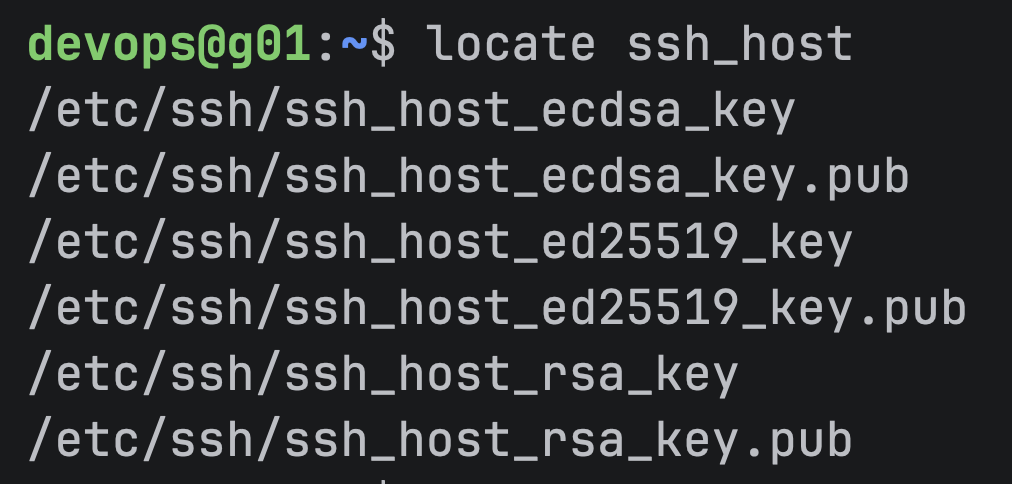 devops@g01:~$ locate ssh_host
/etc/ssh/ssh_host_ecdsa_key
/etc/ssh/ssh_host_ecdsa_key.pub
/etc/ssh/ssh_host_ed25519_key
/etc/ssh/ssh_host_ed25519_key.pub
/etc/ssh/ssh_host_rsa_key
/etc/ssh/ssh_host_rsa_key.pub